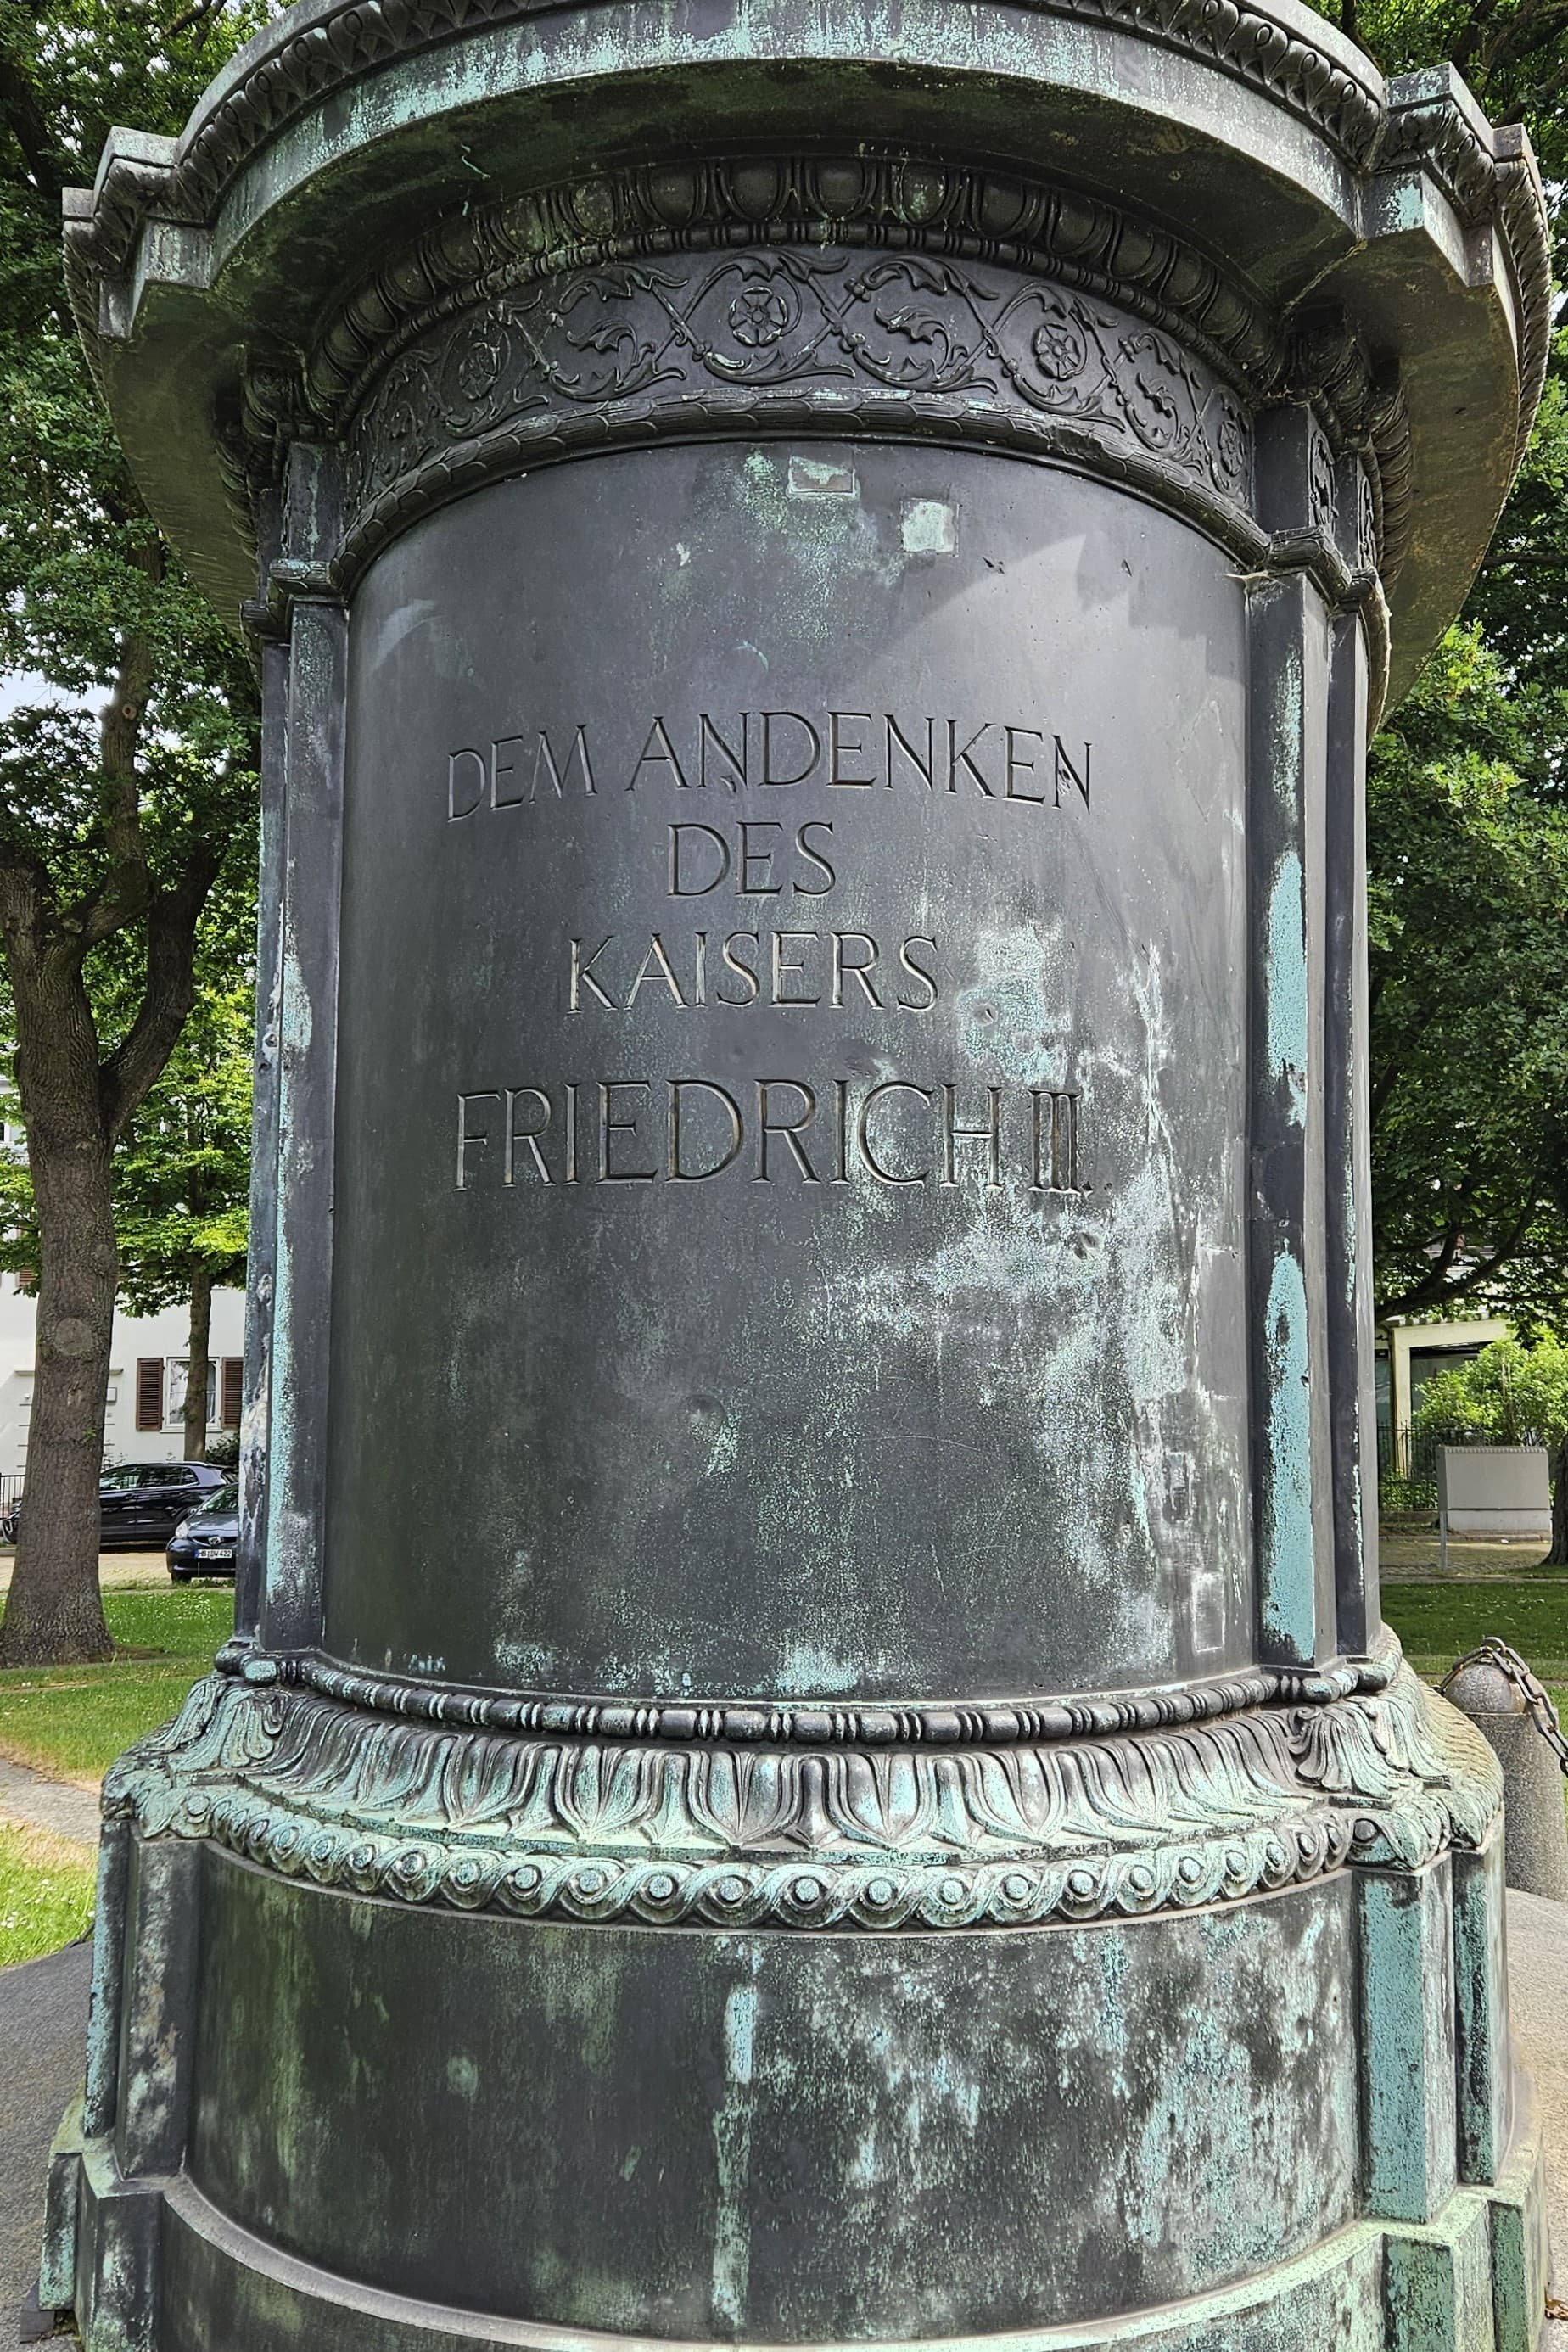 DEM ANDENKEN
DES
KAISERS
FRIEDRICH III.